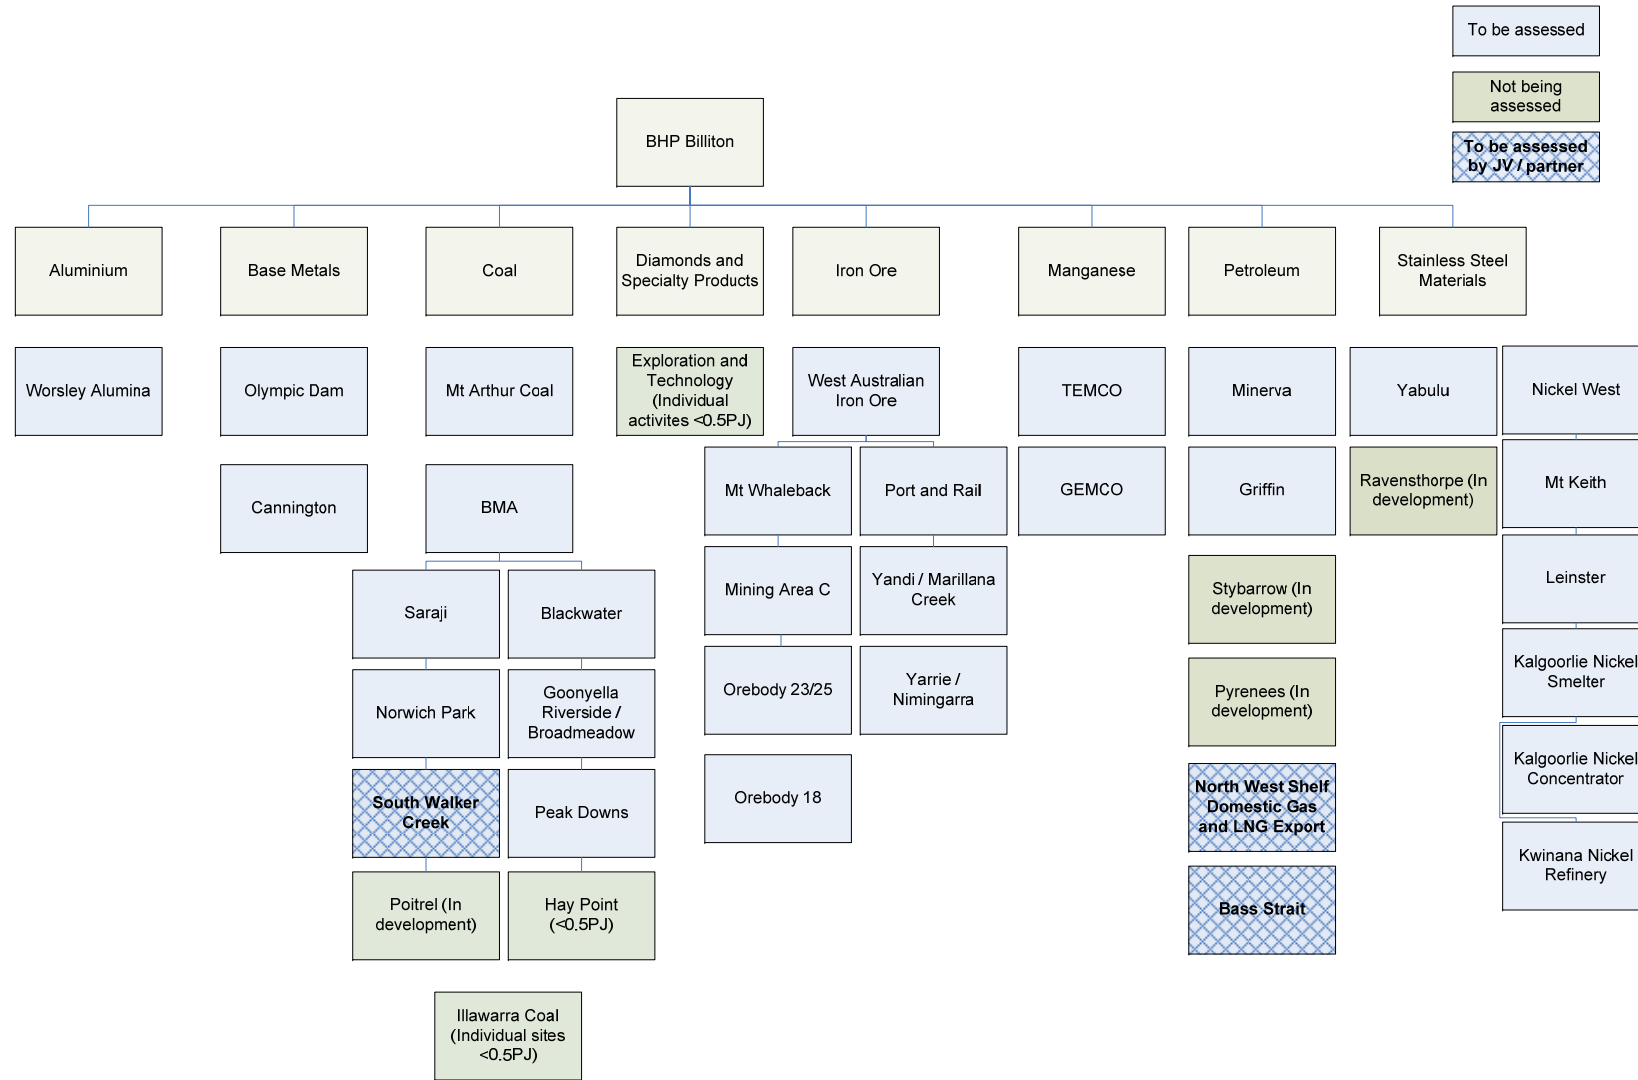 To be assessed
Not being
assessed
To be assessed
by JV / partner
BHP Billiton
Aluminium
Base Metals
Coal
Diamonds and
Specialty Products
Iron Ore
Manganese
Petroleum
Stainless Steel
Materials
Worsley Alumina
Olympic Dam
Mt Arthur Coal
Exploration and
Technology
(Individual
activites <0.5PJ)
West Australian
Iron Ore
TEMCO
Minerva
Yabulu
Nickel West
Cannington
BMA
Mt Whaleback
Port and Rail
GEMCO
Griffin
Ravensthorpe (In
development)
Mt Keith
Saraji
Blackwater
Mining Area C
Yandi / Marillana
Creek
Stybarrow (In
development)
Leinster
Norwich Park
Goonyella
Riverside /
Broadmeadow
Orebody 23/25
Yarrie /
Nimingarra
Pyrenees (In
development)
Kalgoorlie Nickel
Smelter
South Walker
Creek
Peak Downs
Orebody 18
North West Shelf
Domestic Gas
and LNG Export
Kalgoorlie Nickel
Concentrator
Poitrel (In
development)
Hay Point
(<0.5PJ)
Bass Strait
Kwinana Nickel
Refinery
Illawarra Coal
(Individual sites
<0.5PJ)